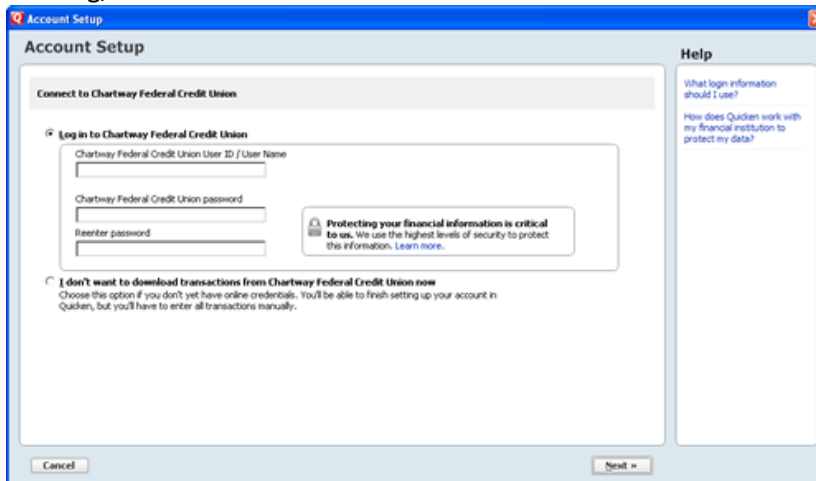 Account Setup
Account Setup
Connect to Chartway Federal Credit Union
Log in to Chartway Federal Credit Union
Chartway Federal Credit Union User ID / User Name
Chartway Federal Credit Union password
Reenter password
Protecting your financial information is critical
to us. We use the highest levels of security to protect
this information. Learn more.
I don't want to download transactions from Chartway Federal Credit Union now
Choose this option if you don't yet have online credentials. You'll be able to finish setting up your account in
Quicken, but you'll have to enter all transactions manually.
Cancel
Next »
Help
What login information
should I use?
How does Quicken work with
my financial institution to
protect my data?